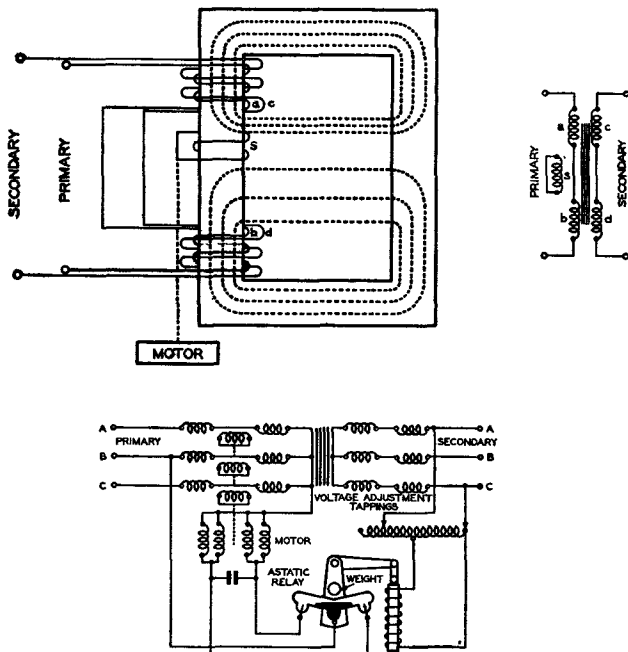 SECONDARY
PRIMARY
a
c
S
b
d
MOTOR
PRIMARY
a
c
S
b
d
SECONDARY
A
PRIMARY
B
C
A
SECONDARY
B
C
VOLTAGE ADJUSTMENT
TAPPINGS
MOTOR
ASTATIC
RELAY
WEIGHT